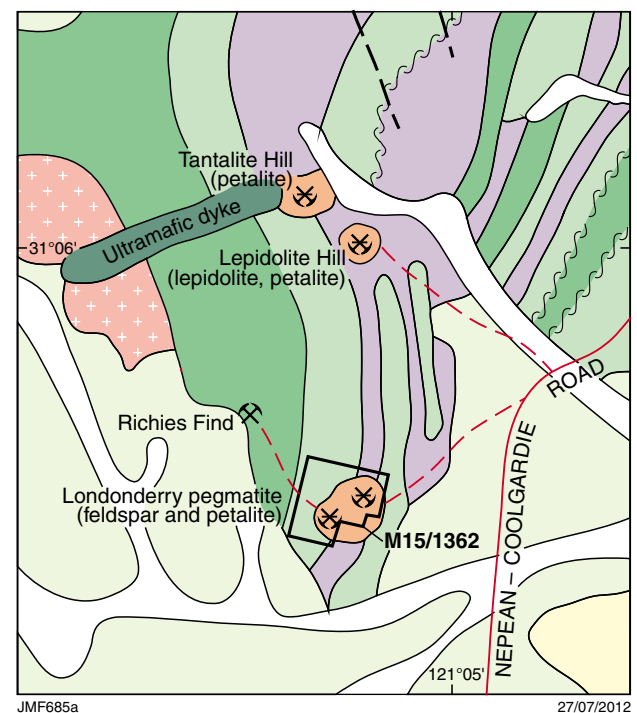 Tantalite Hill
(petalite)
Ultramafic dyke
31°06'
Lepidolite Hill
(lepidolite, petalite)
ROAD
Richies Find
NEPEAN – COOLGARDIE
Londonderry pegmatite
(feldspar and petalite)
M15/1362
121°05'
JMF685a
27/07/2012